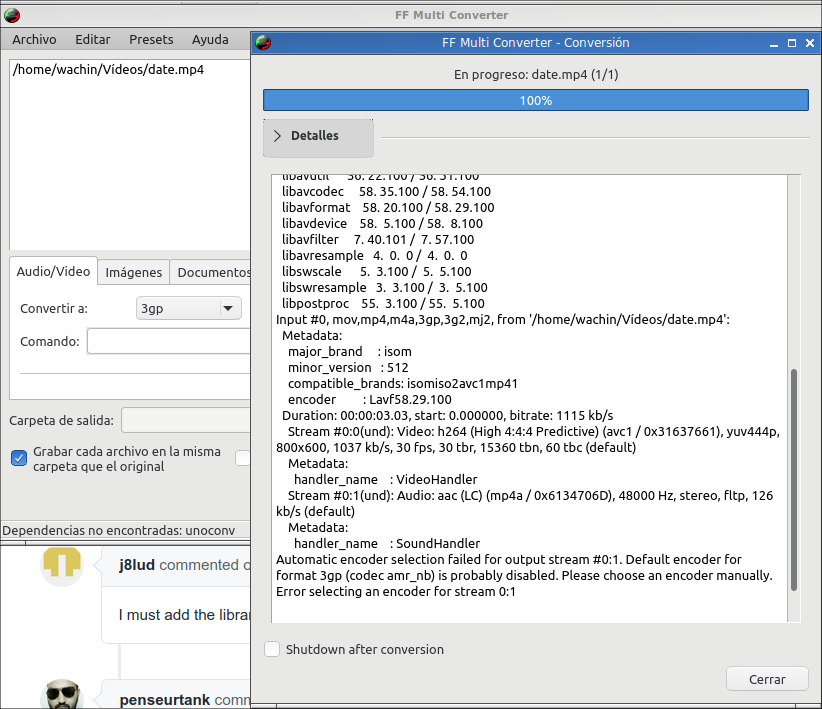 FF Multi Converter
Archivo Editar Presets Ayuda
/home/wachin/Vídeos/date.mp4
Audio/Video Imágenes Documentos
Convertir a: 3gp
Comando:
Carpeta de salida:
Grabar cada archivo en la misma
carpeta que el original
Dependencias no encontradas: unoconv
j8lud commented
I must add the
penseurtank
FF Multi Converter - Conversión
En progreso: date.mp4 (1/1)
100%
Detalles
libavutil 56. 22.100 / 56. 51.100
libavcodec 58. 35.100 / 58. 54.100
libavformat 58. 20.100 / 58. 29.100
libavdevice 58. 5.100 / 58. 8.100
libavfilter 7. 40.101 / 7. 57.100
libavresample 4. 0. 0 / 4. 0. 0
libswscale 5. 3.100 / 5. 5.100
libswresample 3. 3.100 / 3. 5.100
libpostproc 55. 3.100 / 55. 5.100
Input #0, mov,mp4,m4a,3gp,3g2,mj2, from '/home/wachin/Vídeos/date.mp4':
Metadata:
major_brand : isom
minor_version : 512
compatible_brands: isomiso2avc1mp41
encoder : Lavf58.29.100
Duration: 00:00:03.03, start: 0.000000, bitrate: 1115 kb/s
Stream #0:0(und): Video: h264 (High 4:4:4 Predictive) (avc1 / 0x31637661), yuv444p,
800x600, 1037 kb/s, 30 fps, 30 tbr, 15360 tbn, 60 tbc (default)
Metadata:
handler_name : VideoHandler
Stream #0:1(und): Audio: aac (LC) (mp4a / 0x6134706D), 48000 Hz, stereo, fltp, 126
kb/s (default)
Metadata:
handler_name : SoundHandler
Automatic encoder selection failed for output stream #0:1. Default encoder for
format 3gp (codec amr_nb) is probably disabled. Please choose an encoder manually.
Error selecting an encoder for stream 0:1
Shutdown after conversion
Cerrar